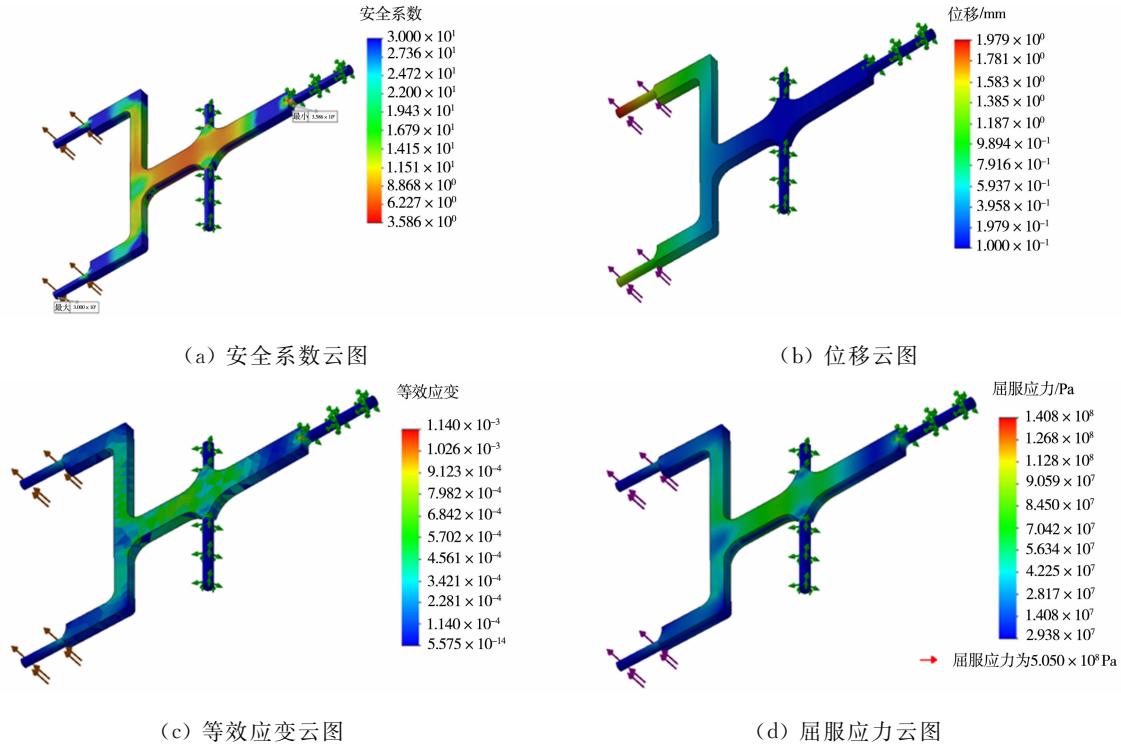 安全系数
3.000 × 10¹
2.736 × 10¹
2.472 × 10¹
2.200 × 10¹
1.943 × 10¹
1.679 × 10¹
1.415 × 10¹
1.151 × 10¹
8.868 × 10⁰
6.227 × 10⁰
3.586 × 10⁰
最小 3.586 × 10⁰
最大 3.000 × 10¹
(a) 安全系数云图
位移/mm
1.979 × 10⁰
1.781 × 10⁰
1.583 × 10⁰
1.385 × 10⁰
1.187 × 10⁰
9.894 × 10⁻¹
7.916 × 10⁻¹
5.937 × 10⁻¹
3.958 × 10⁻¹
1.979 × 10⁻¹
1.000 × 10⁻¹
(b) 位移云图
等效应变
1.140 × 10⁻³
1.026 × 10⁻³
9.123 × 10⁻⁴
7.982 × 10⁻⁴
6.842 × 10⁻⁴
5.702 × 10⁻⁴
4.561 × 10⁻⁴
3.421 × 10⁻⁴
2.281 × 10⁻⁴
1.140 × 10⁻⁴
5.575 × 10⁻¹⁴
(c) 等效应变云图
屈服应力/Pa
1.408 × 10⁸
1.268 × 10⁸
1.128 × 10⁸
9.059 × 10⁷
8.450 × 10⁷
7.042 × 10⁷
5.634 × 10⁷
4.225 × 10⁷
2.817 × 10⁷
1.408 × 10⁷
2.938 × 10⁷
屈服应力为5.050 × 10⁸ Pa
(d) 屈服应力云图